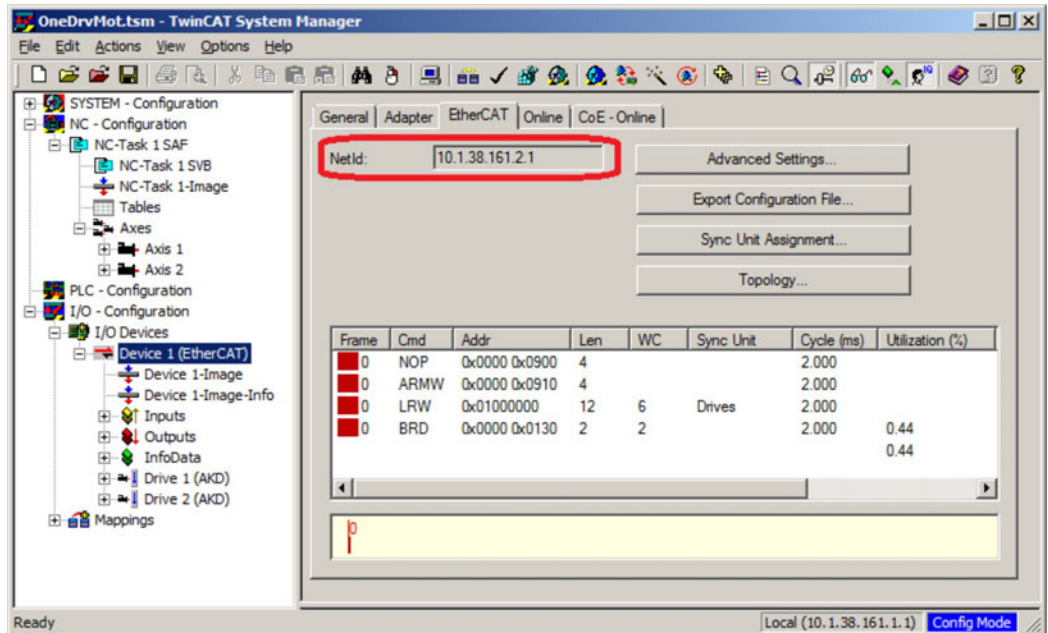 OneDrvMot.tsm - TwinCAT System Manager
File Edit Actions View Options Help
SYSTEM - Configuration
NC - Configuration
NC-Task 1 SAF
NC-Task 1 SVB
NC-Task 1-Image
Tables
Axes
Axis 1
Axis 2
PLC - Configuration
I/O - Configuration
I/O Devices
Device 1 (EtherCAT)
Device 1-Image
Device 1-Image-Info
Inputs
Outputs
InfoData
Drive 1 (AKD)
Drive 2 (AKD)
Mappings
General Adapter EtherCAT Online CoE - Online
NetId: 10.1.38.161.2.1
Advanced Settings...
Export Configuration File...
Sync Unit Assignment...
Topology...
Frame Cmd Addr Len WC Sync Unit Cycle (ms) Utilization (%)
0 NOP 0x0000 0x0900 4 2.000
0 ARMW 0x0000 0x0910 4 2.000
0 LRW 0x01000000 12 6 Drives 2.000
0 BRD 0x0000 0x0130 2 2 2.000 0.44
0.44
0
Ready Local (10.1.38.161.1.1) Config Mode